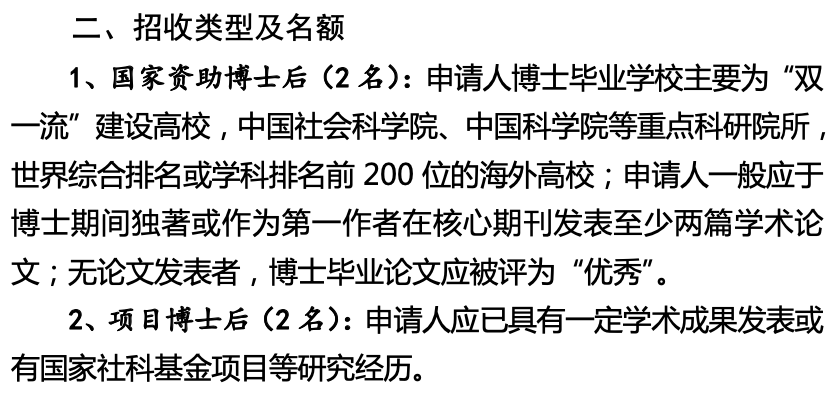 二、招收类型及名额
1、国家资助博士后（2 名）：申请人博士毕业学校主要为“双
一流”建设高校，中国社会科学院、中国科学院等重点科研院所，
世界综合排名或学科排名前 200 位的海外高校；申请人一般应于
博士期间独著或作为第一作者在核心期刊发表至少两篇学术论
文；无论文发表者，博士毕业论文应被评为“优秀”。
2、项目博士后（2 名）：申请人应已具有一定学术成果发表或
有国家社科基金项目等研究经历。